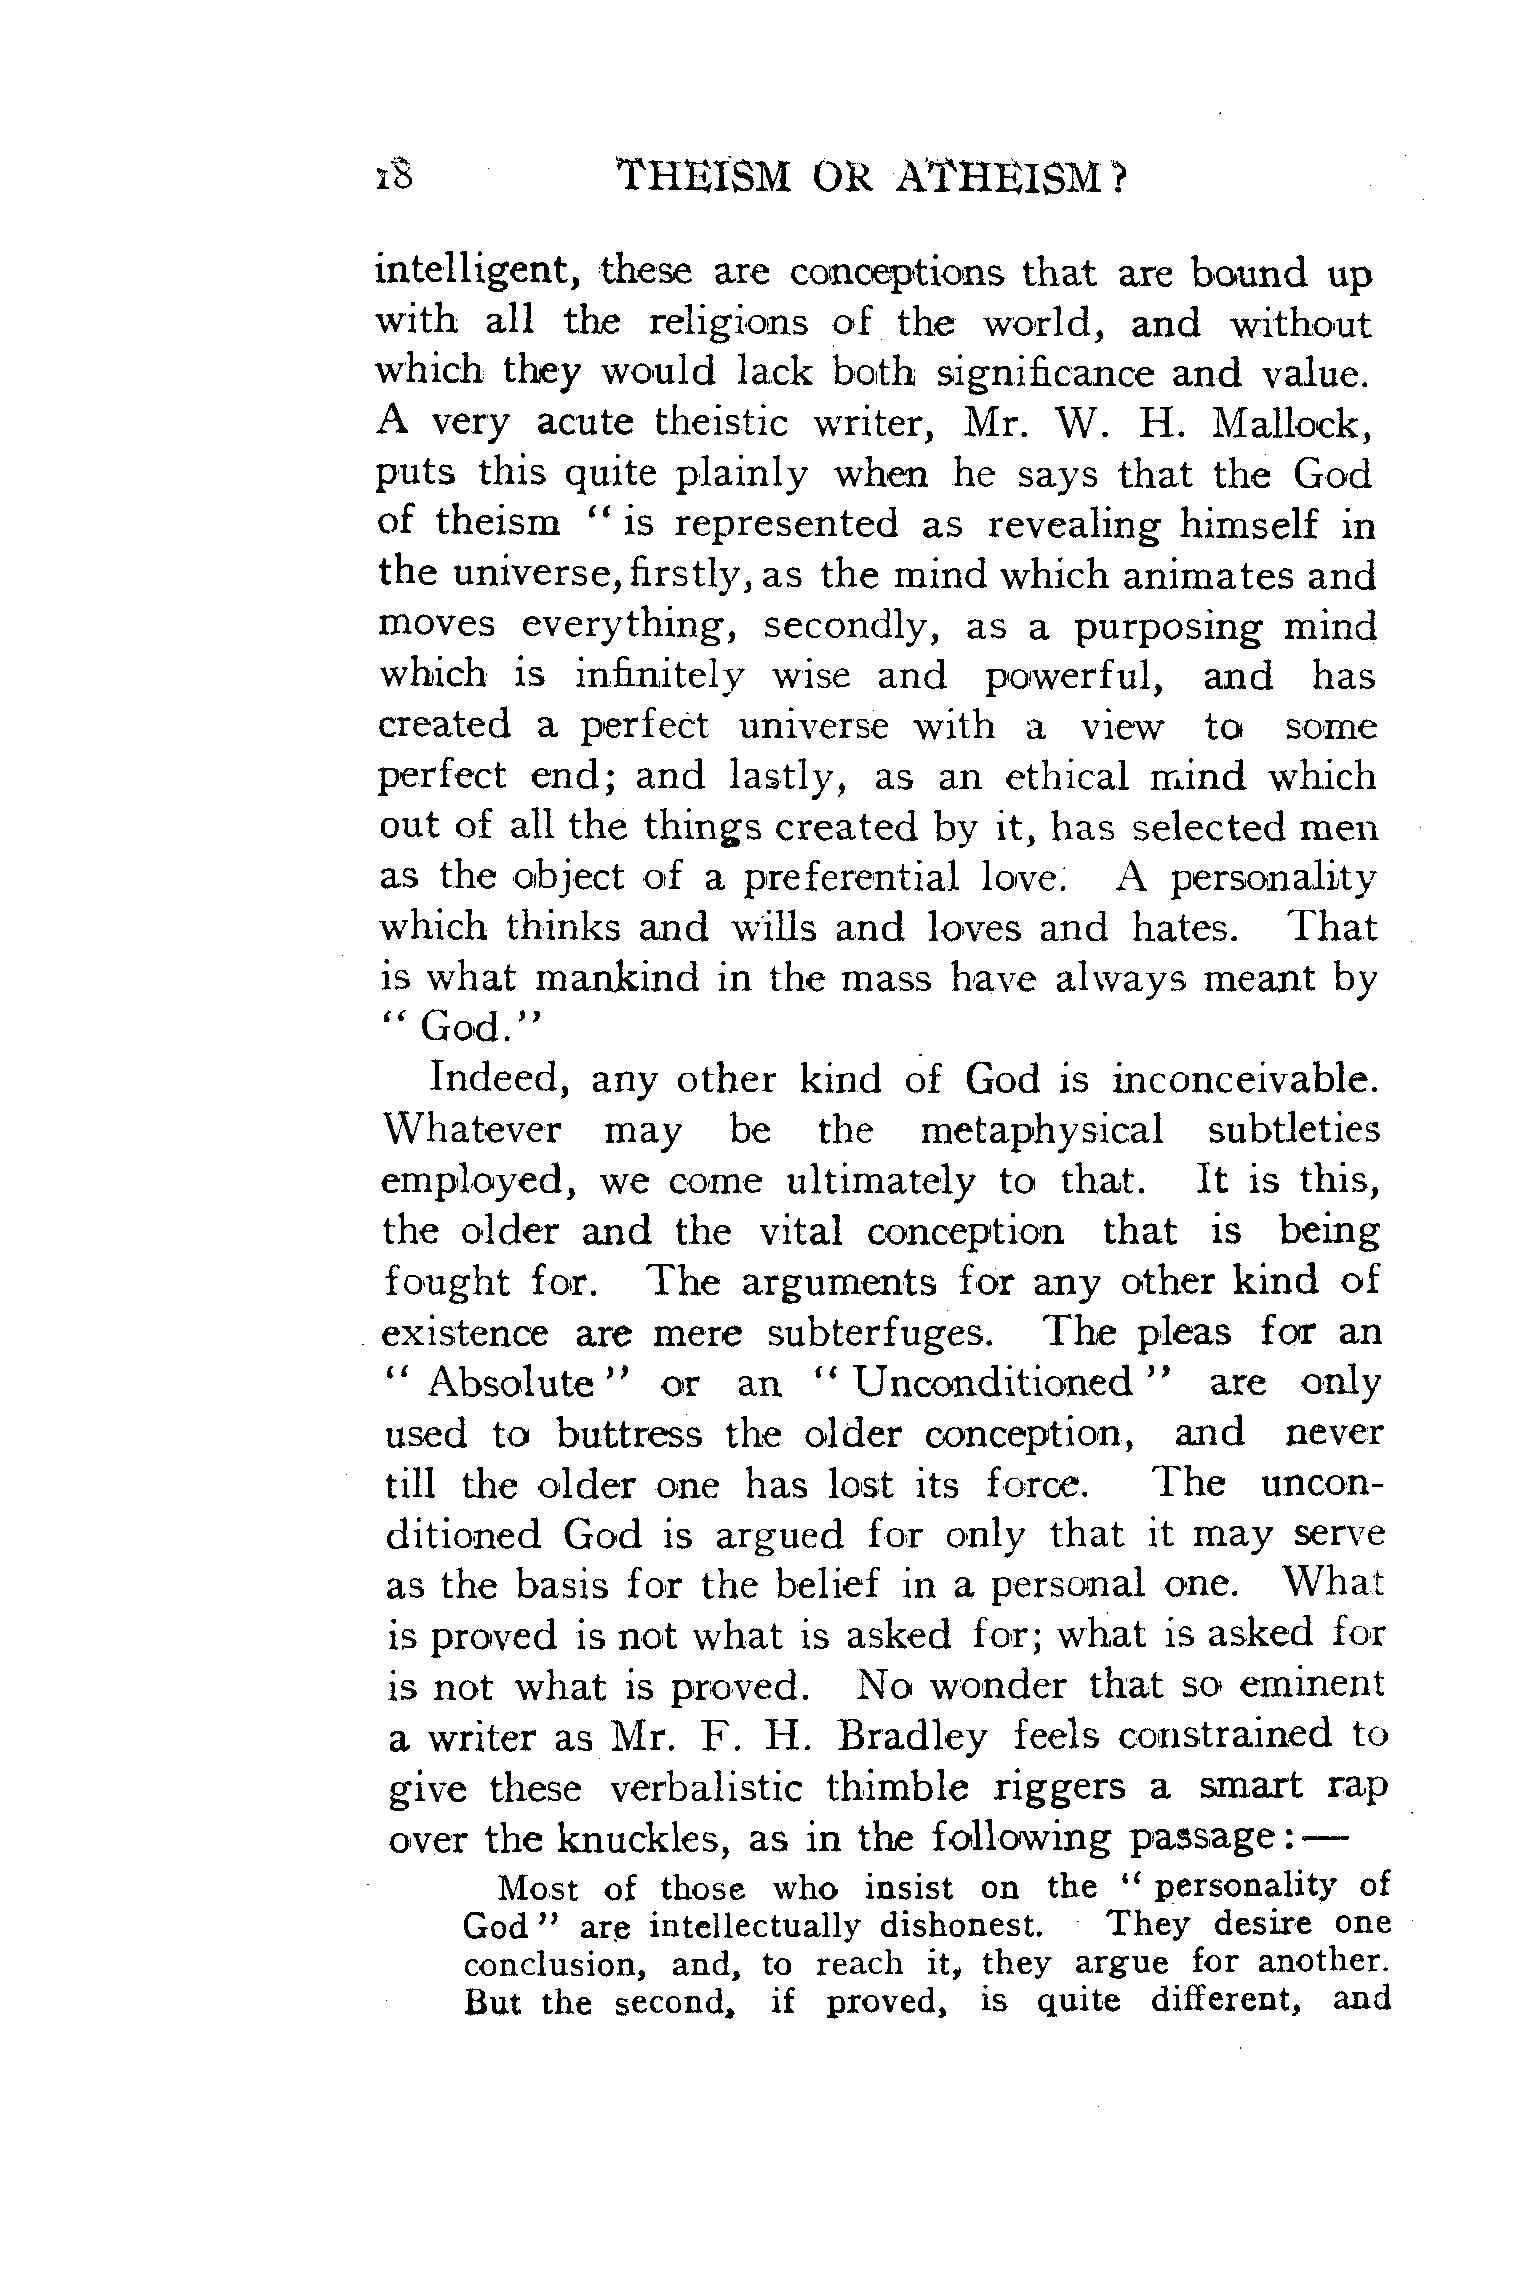 18 THEISM OR ATHEISM?
intelligent, these are conceptions that are bound up
with all the religions of the world, and without
which they would lack both significance and value.
A very acute theistic writer, Mr. W. H. Mallock,
puts this quite plainly when he says that the God
of theism " is represented as revealing himself in
the universe, firstly, as the mind which animates and
moves everything, secondly, as a purposing mind
which is infinitely wise and powerful, and has
created a perfect universe with a view to some
perfect end; and lastly, as an ethical mind which
out of all the things created by it, has selected men
as the object of a preferential love. A personality
which thinks and wills and loves and hates. That
is what mankind in the mass have always meant by
" God."
Indeed, any other kind of God is inconceivable.
Whatever may be the metaphysical subtleties
employed, we come ultimately to that. It is this,
the older and the vital conception that is being
fought for. The arguments for any other kind of
existence are mere subterfuges. The pleas for an
" Absolute " or an " Unconditioned " are only
used to buttress the older conception, and never
till the older one has lost its force. The uncon-
ditioned God is argued for only that it may serve
as the basis for the belief in a personal one. What
is proved is not what is asked for; what is asked for
is not what is proved. No wonder that so eminent
a writer as Mr. F. H. Bradley feels constrained to
give these verbalistic thimble riggers a smart rap
over the knuckles, as in the following passage:—
Most of those who insist on the " personality of
God " are intellectually dishonest. They desire one
conclusion, and, to reach it, they argue for another.
But the second, if proved, is quite different, and